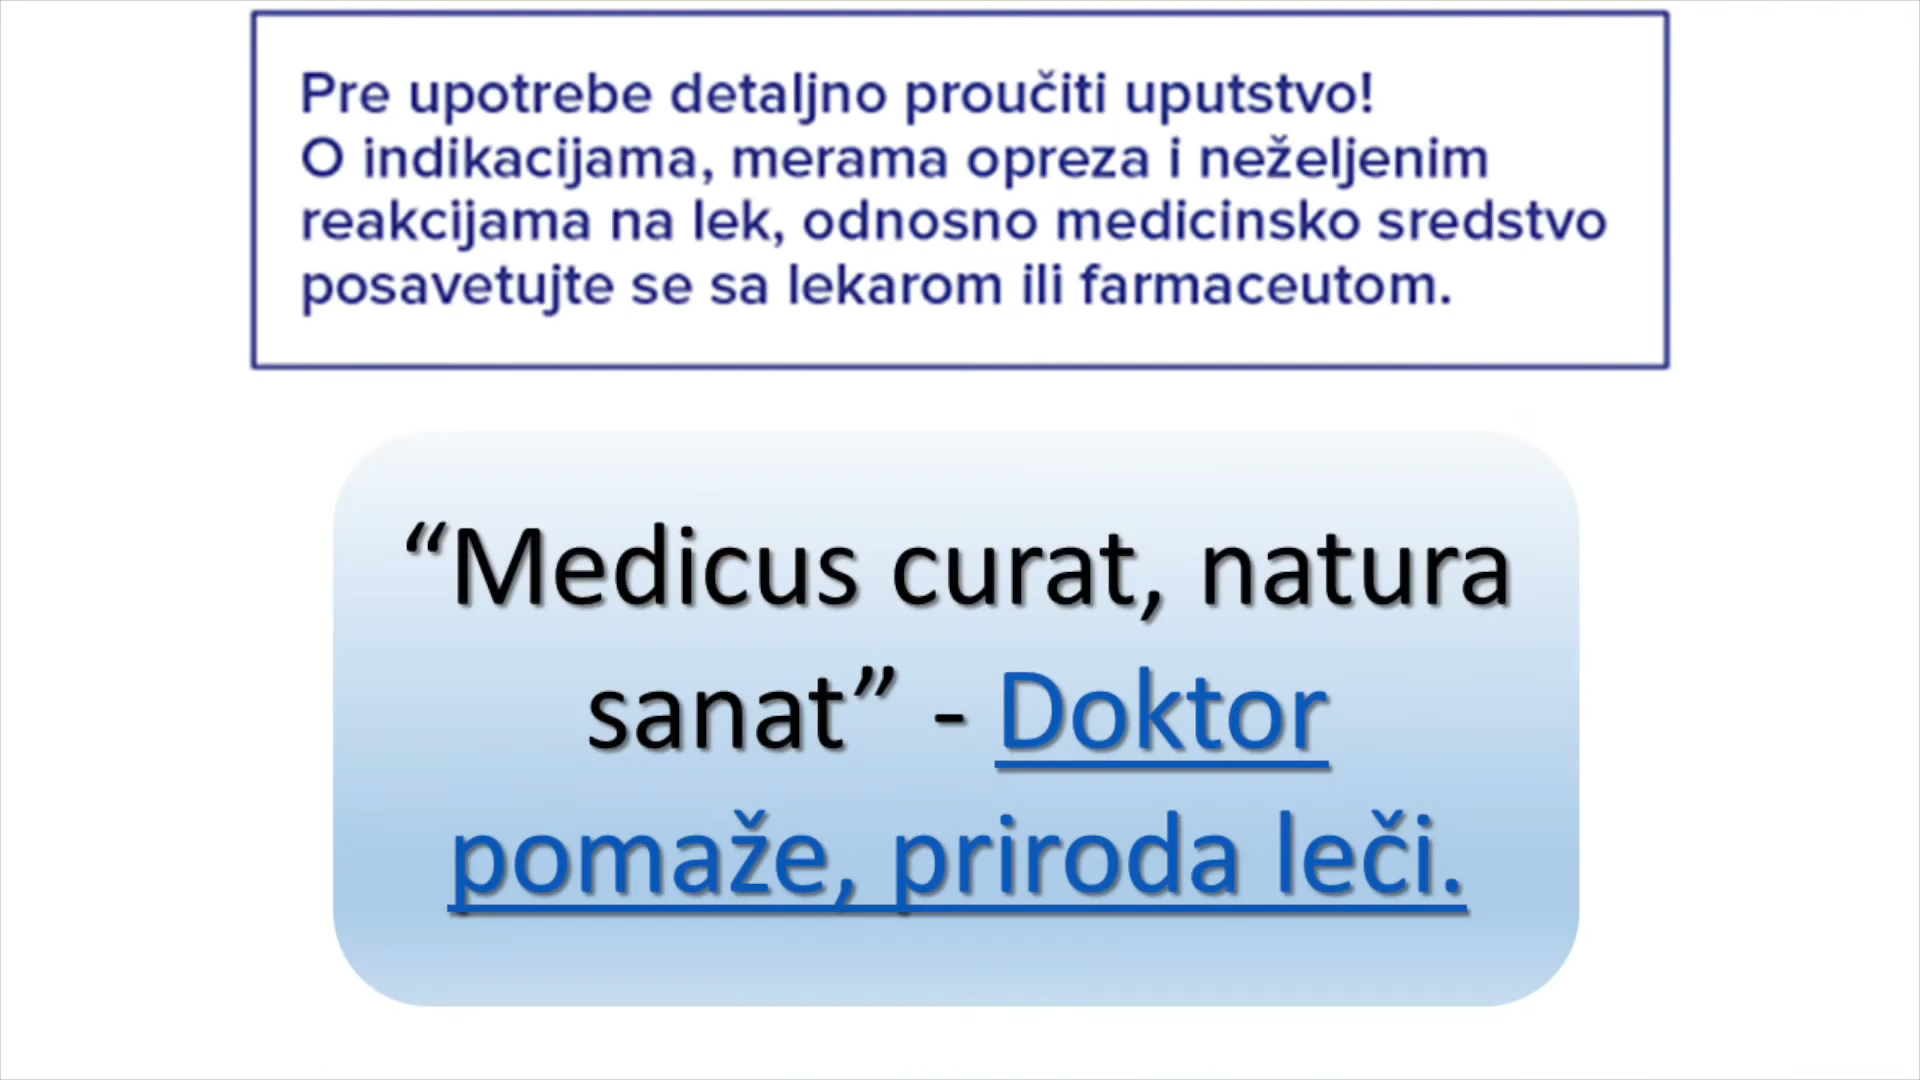 Pre upotrebe detaljno proučiti uputstvo!
O indikacijama, merama opreza i neželjenim
reakcijama na lek, odnosno medicinsko sredstvo
posavetujte se sa lekarom ili farmaceutom.
“Medicus curat, natura
sanat” - Doktor
pomaže, priroda leči.